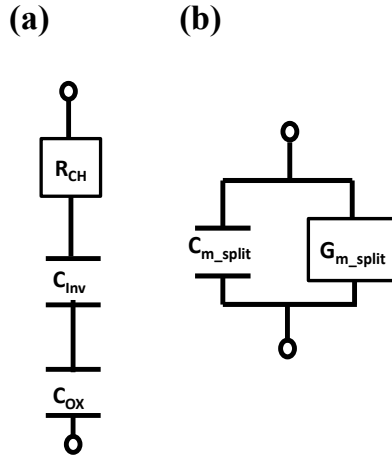 (a)
R_CH
C_Inv
C_OX
(b)
C_m_split
G_m_split